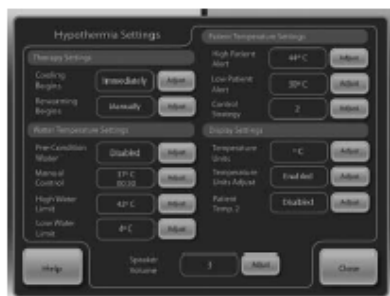 Hypothermia Settings
Therapy Settings
Cooling
Begins
Immediately
Adjust
Rewarming
Begins
Manually
Adjust
Water Temperature Settings
Pre-Condition
Water
Disabled
Adjust
Manual
Control
37° C
00:30
Adjust
High Water
Limit
42° C
Adjust
Low Water
Limit
4° C
Adjust
Patient Temperature Settings
High Patient
Alert
44° C
Adjust
Low Patient
Alert
Adjust
Control
Strategy
2
Adjust
Display Settings
Temperature
Units
° C
Adjust
Temperature
Units Adjust
Enabled
Adjust
Patient
Temp. 2
Disabled
Adjust
Help
Speaker
Volume
3
Adjust
Close